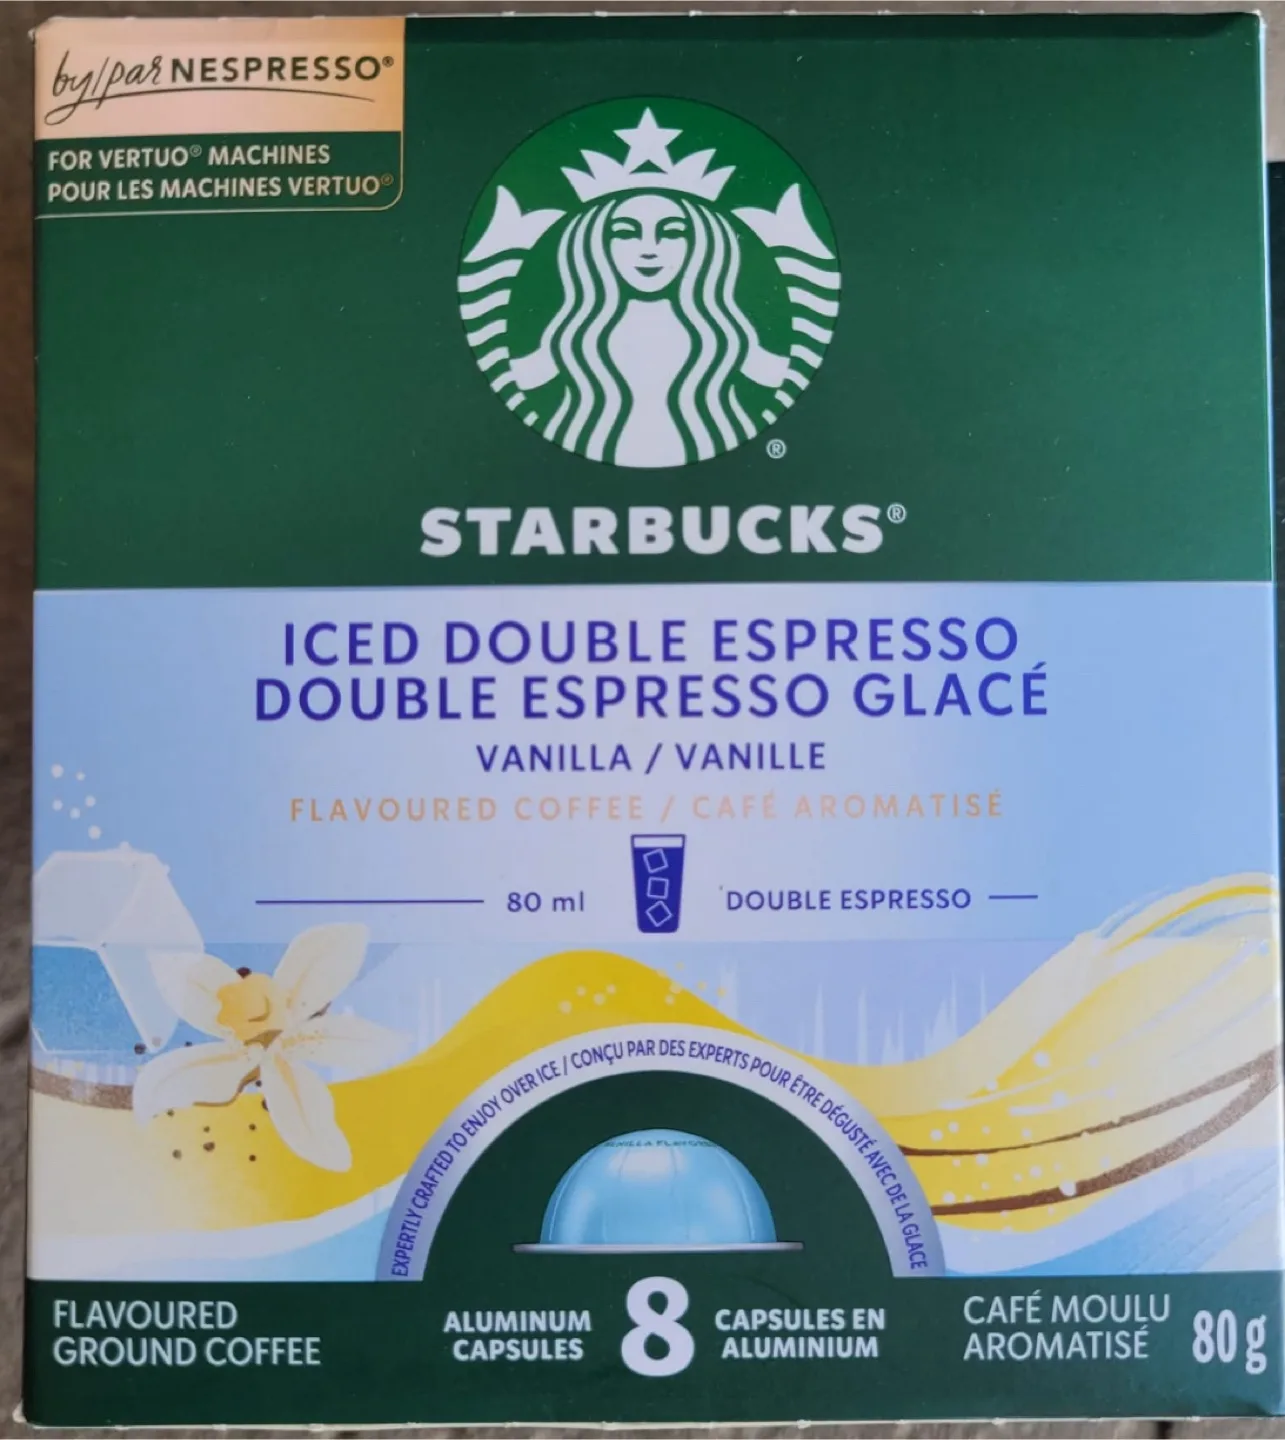 by/par NESPRESSO®
FOR VERTUO® MACHINES
POUR LES MACHINES VERTUO®
®
STARBUCKS®
ICED DOUBLE ESPRESSO
DOUBLE ESPRESSO GLACÉ
VANILLA / VANILLE
FLAVOURED COFFEE / CAFÉ AROMATISÉ
80 ml DOUBLE ESPRESSO
EXPERTLY CRAFTED TO ENJOY OVER ICE / CONÇU PAR DES EXPERTS POUR ÊTRE DÉGUSTÉ AVEC DE LA GLACE
FLAVOURED
GROUND COFFEE
ALUMINUM
CAPSULES
8
CAPSULES EN
ALUMINIUM
CAFÉ MOULU
AROMATISÉ
80 g